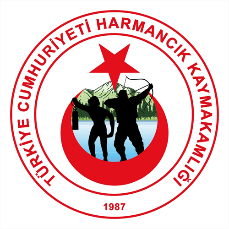 TÜRKİYE CUMHURİYETİ HARMANCIK KAYMAKAMLIĞI
1987